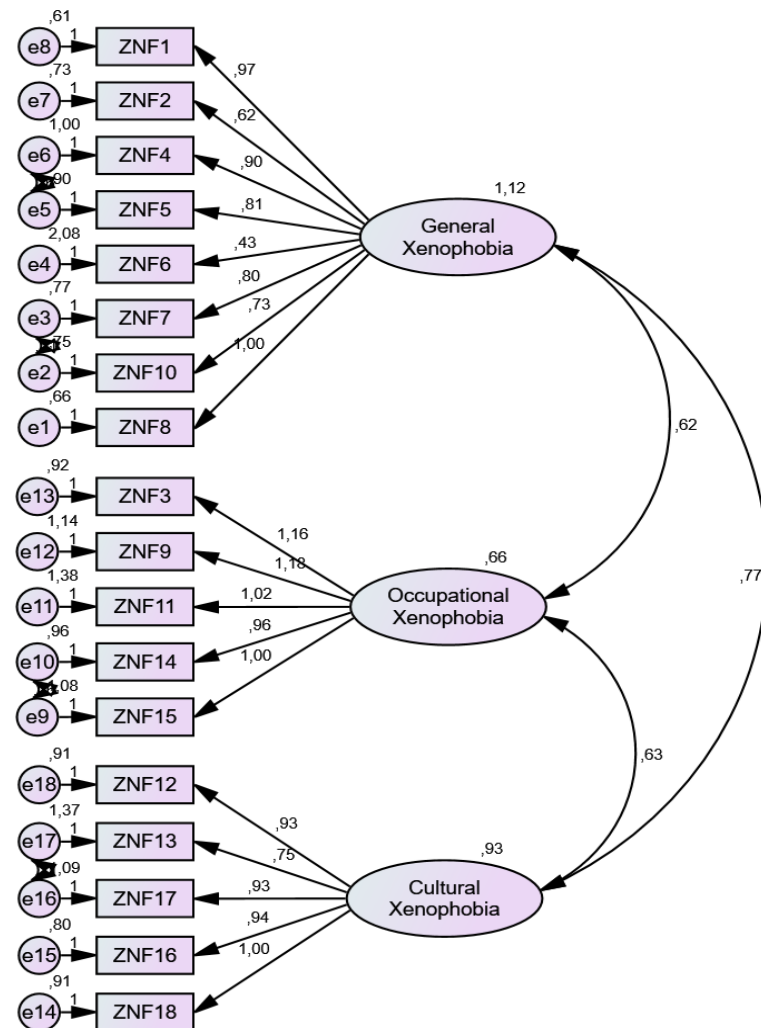 ,61
e8 1 ZNF1
,97
,73
e7 1 ZNF2
,62
1,00
e6 1 ZNF4
,90
,90
e5 1 ZNF5
,81
1,12
General
Xenophobia
2,08
e4 1 ZNF6
,43
,77
e3 1 ZNF7
,80
,75
e2 1 ZNF10
,73
,66
e1 1 ZNF8
1,00
,62
,92
e13 1 ZNF3
1,16
1,14
e12 1 ZNF9
1,18
,66
1,38
e11 1 ZNF11
1,02
Occupational
Xenophobia
,77
,96
e10 1 ZNF14
,96
e9 1 ZNF15
1,00
,63
,91
e18 1 ZNF12
,93
1,37
e17 1 ZNF13
,75
,93
e16 1 ZNF17
,93
Cultural
Xenophobia
,80
e15 1 ZNF16
,94
,91
e14 1 ZNF18
1,00